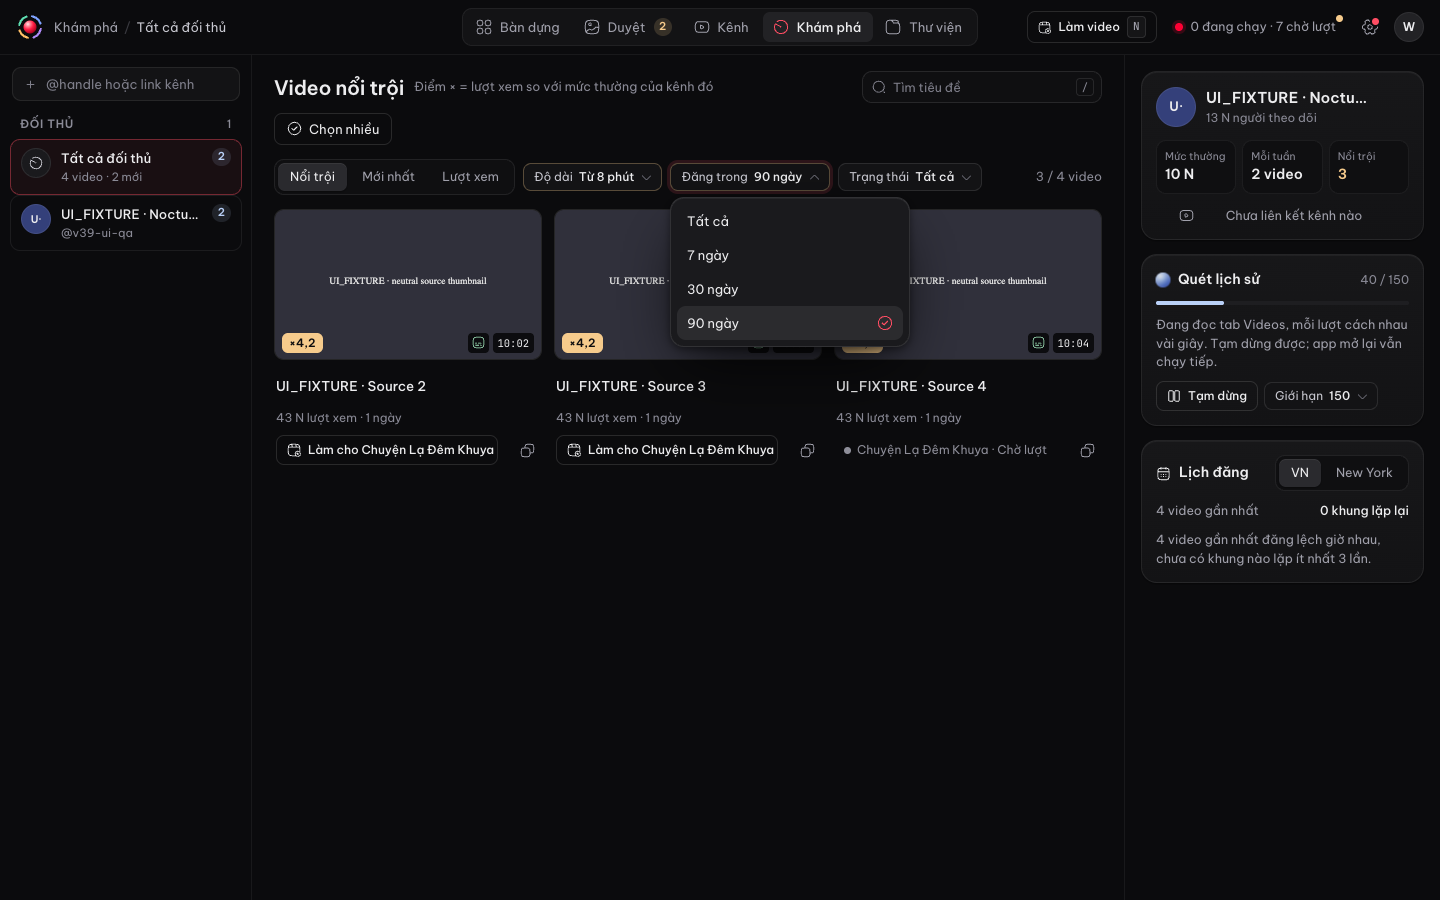 Khám phá / Tất cả đối thủ
Bàn dựng
Duyệt 2
Kênh
Khám phá
Thư viện
Làm video N
0 đang chạy · 7 chờ lượt
W
+ @handle hoặc link kênh
ĐỐI THỦ 1
Tất cả đối thủ 2
4 video · 2 mới
U·
UI_FIXTURE · Noctu... 2
@v39-ui-qa
Video nổi trội
Điểm × = lượt xem so với mức thường của kênh đó
Tìm tiêu đề /
Chọn nhiều
Nổi trội
Mới nhất
Lượt xem
Độ dài Từ 8 phút
Đăng trong 90 ngày
Trạng thái Tất cả
3 / 4 video
Tất cả
7 ngày
30 ngày
90 ngày
UI_FIXTURE · neutral source thumbnail
×4,2
10:02
UI_FIXTURE · Source 2
43 N lượt xem · 1 ngày
Làm cho Chuyện Lạ Đêm Khuya
UI_FIXTURE ·
×4,2
UI_FIXTURE · Source 3
43 N lượt xem · 1 ngày
Làm cho Chuyện Lạ Đêm Khuya
FIXTURE · neutral source thumbnail
10:04
UI_FIXTURE · Source 4
43 N lượt xem · 1 ngày
Chuyện Lạ Đêm Khuya · Chờ lượt
U·
UI_FIXTURE · Noctu...
13 N người theo dõi
Mức thường
10 N
Mỗi tuần
2 video
Nổi trội
3
Chưa liên kết kênh nào
Quét lịch sử
40 / 150
Đang đọc tab Videos, mỗi lượt cách nhau
vài giây. Tạm dừng được; app mở lại vẫn
chạy tiếp.
Tạm dừng
Giới hạn 150
Lịch đăng
VN
New York
4 video gần nhất
0 khung lặp lại
4 video gần nhất đăng lệch giờ nhau,
chưa có khung nào lặp ít nhất 3 lần.